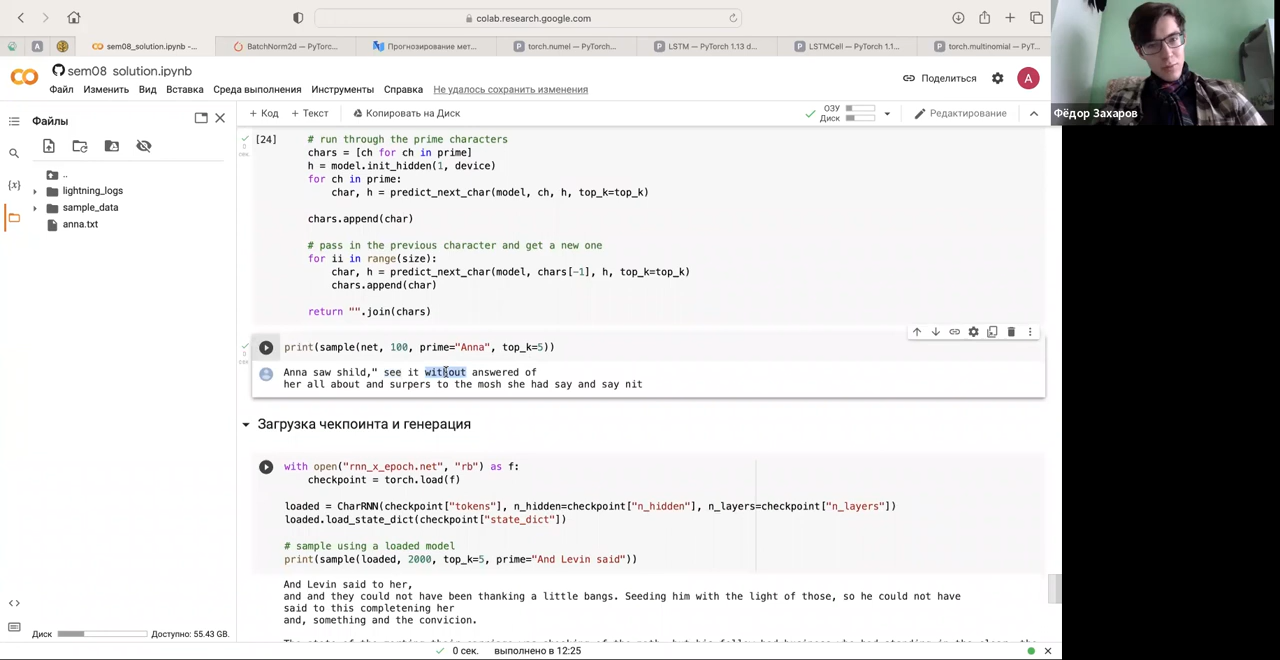 colab.research.google.com
sem08_solution.ipynb -...
BatchNorm2d — PyTorc...
Прогнозирование мет...
torch.numel — PyTorch...
LSTM — PyTorch 1.13 d...
LSTMCell — PyTorch 1.1...
torch.multinomial — PyT...
sem08_solution.ipynb
Файл Изменить Вид Вставка Среда выполнения Инструменты Справка Не удалось сохранить изменения
Поделиться
A
Фёдор Захаров
Файлы
+ Код + Текст Копировать на Диск
ОЗУ
Диск
Редактирование
..
lightning_logs
sample_data
anna.txt
[24]
# run through the prime characters
chars = [ch for ch in prime]
h = model.init_hidden(1, device)
for ch in prime:
char, h = predict_next_char(model, ch, h, top_k=top_k)
chars.append(char)
# pass in the previous character and get a new one
for ii in range(size):
char, h = predict_next_char(model, chars[-1], h, top_k=top_k)
chars.append(char)
return "".join(chars)
print(sample(net, 100, prime="Anna", top_k=5))
Anna saw shild," see it without answered of
her all about and surpers to the mosh she had say and say nit
Загрузка чекпоинта и генерация
with open("rnn_x_epoch.net", "rb") as f:
checkpoint = torch.load(f)
loaded = CharRNN(checkpoint["tokens"], n_hidden=checkpoint["n_hidden"], n_layers=checkpoint["n_layers"])
loaded.load_state_dict(checkpoint["state_dict"])
# sample using a loaded model
print(sample(loaded, 2000, top_k=5, prime="And Levin said"))
And Levin said to her,
and and they could not have been thanking a little bangs. Seeding him with the light of those, so he could not have
said to this completening her
and, something and the convicion.
Диск Доступно: 55.43 GB.
0 сек. выполнено в 12:25